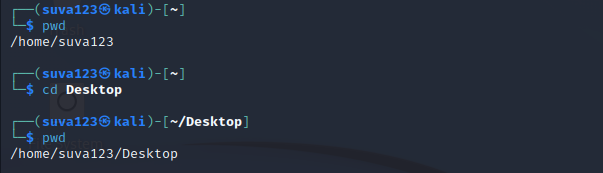 ┌──(suva123㉿kali)-[~]
└─$ pwd
/home/suva123
┌──(suva123㉿kali)-[~]
└─$ cd Desktop
┌──(suva123㉿kali)-[~/Desktop]
└─$ pwd
/home/suva123/Desktop